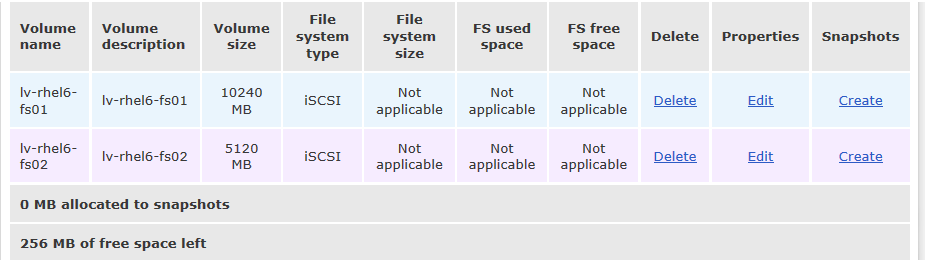 Volume name
Volume description
Volume size
File system type
File system size
FS used space
FS free space
Delete
Properties
Snapshots
lv-rhel6-fs01
lv-rhel6-fs01
10240 MB
iSCSI
Not applicable
Not applicable
Not applicable
Delete
Edit
Create
lv-rhel6-fs02
lv-rhel6-fs02
5120 MB
iSCSI
Not applicable
Not applicable
Not applicable
Delete
Edit
Create
0 MB allocated to snapshots
256 MB of free space left